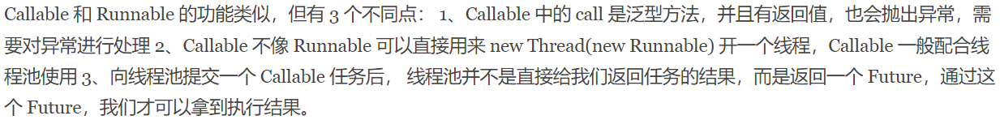 Callable 和 Runnable 的功能类似，但有 3 个不同点： 1、Callable 中的 call 是泛型方法，并且有返回值，也会抛出异常，需
要对异常进行处理 2、Callable 不像 Runnable 可以直接用来 new Thread(new Runnable) 开一个线程，Callable 一般配合线
程池使用 3、向线程池提交一个 Callable 任务后， 线程池并不是直接给我们返回任务的结果，而是返回一个 Future，通过这
个 Future，我们才可以拿到执行结果。